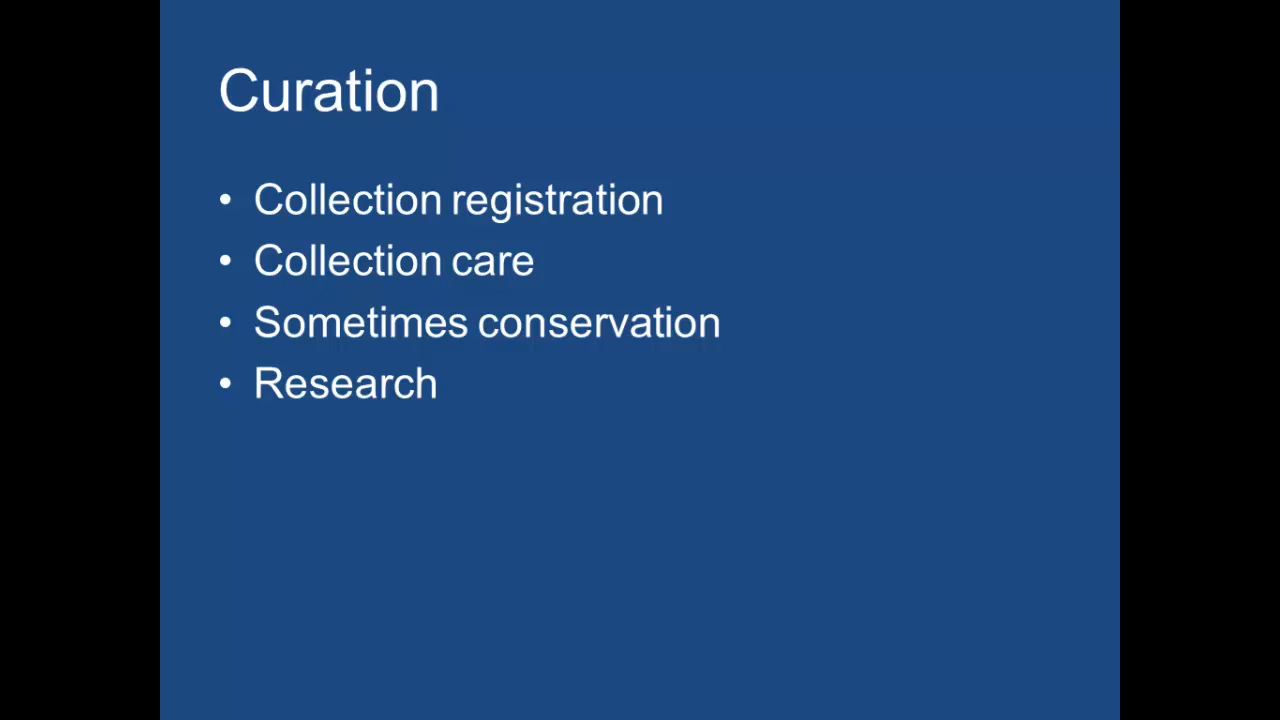 Curation
• Collection registration
• Collection care
• Sometimes conservation
• Research